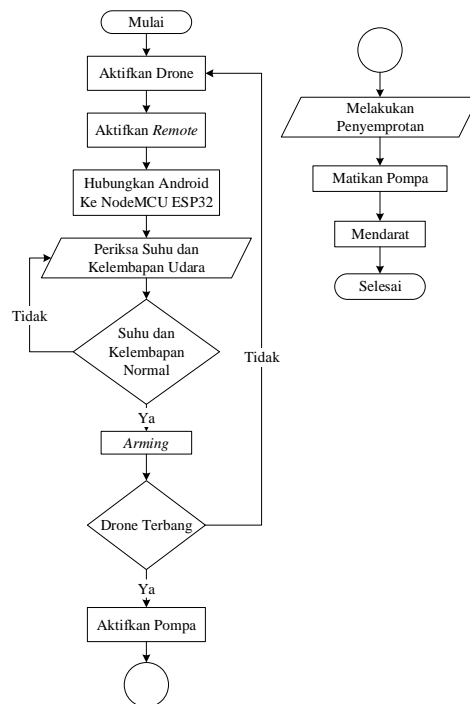 Mulai
Aktifkan Drone
Aktifkan Remote
Hubungkan Android
Ke NodeMCU ESP32
Periksa Suhu dan
Kelembapan Udara
Tidak
Suhu dan
Kelembapan
Normal
Tidak
Ya
Arming
Drone Terbang
Ya
Aktifkan Pompa
Melakukan
Penyemprotan
Matikan Pompa
Mendarat
Selesai